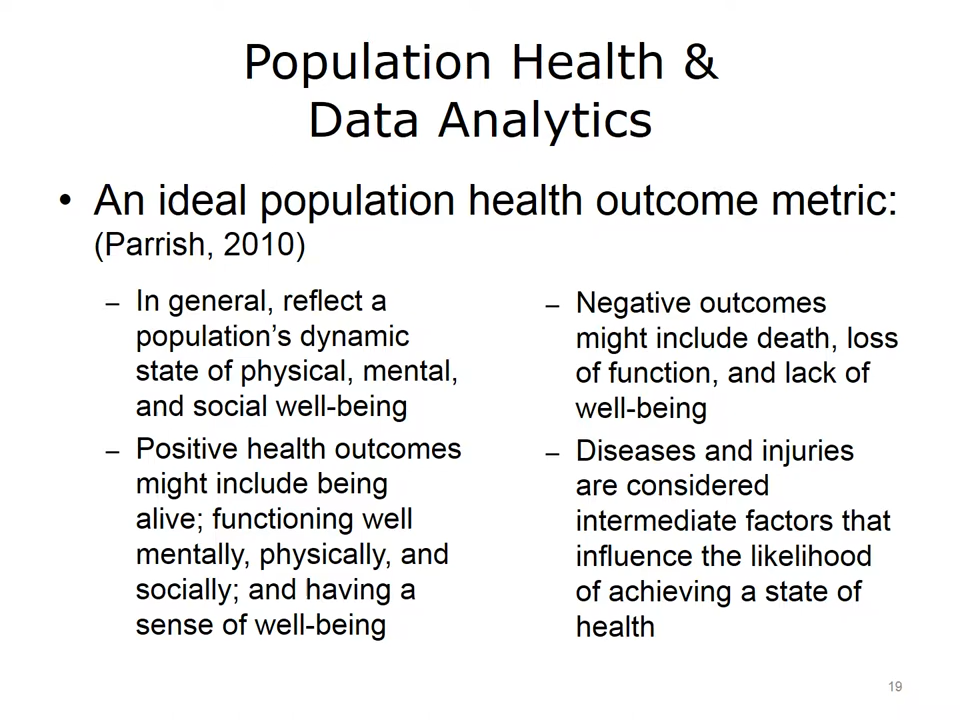 Population Health &
Data Analytics
• An ideal population health outcome metric:
(Parrish, 2010)
– In general, reflect a
population’s dynamic
state of physical, mental,
and social well-being
– Positive health outcomes
might include being
alive; functioning well
mentally, physically, and
socially; and having a
sense of well-being
– Negative outcomes
might include death, loss
of function, and lack of
well-being
– Diseases and injuries
are considered
intermediate factors that
influence the likelihood
of achieving a state of
health
19